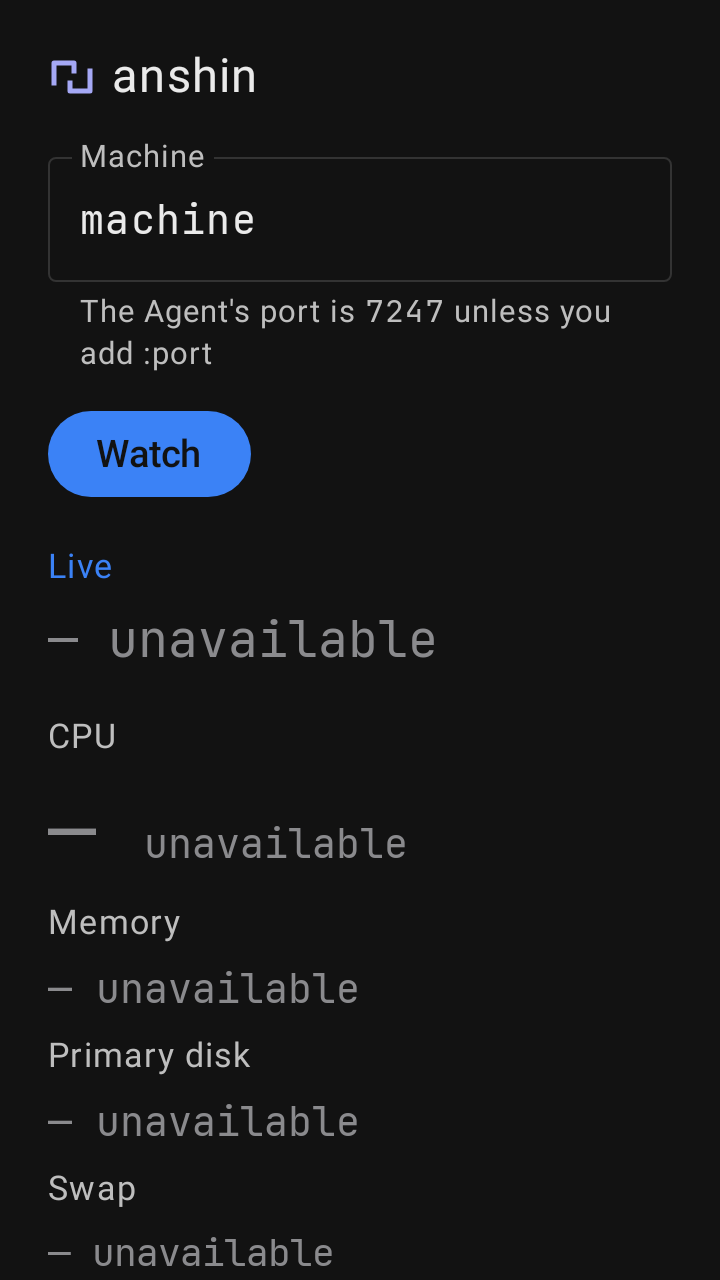 anshin
Machine
machine
The Agent's port is 7247 unless you
add :port
Watch
Live
— unavailable
CPU
— unavailable
Memory
— unavailable
Primary disk
— unavailable
Swap
— unavailable